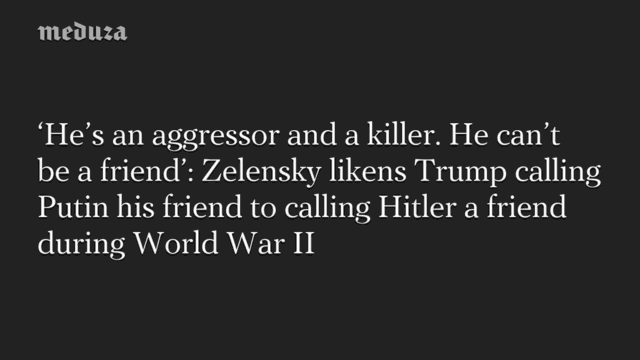 meduza
‘He’s an aggressor and a killer. He can’t
be a friend’: Zelensky likens Trump calling
Putin his friend to calling Hitler a friend
during World War II